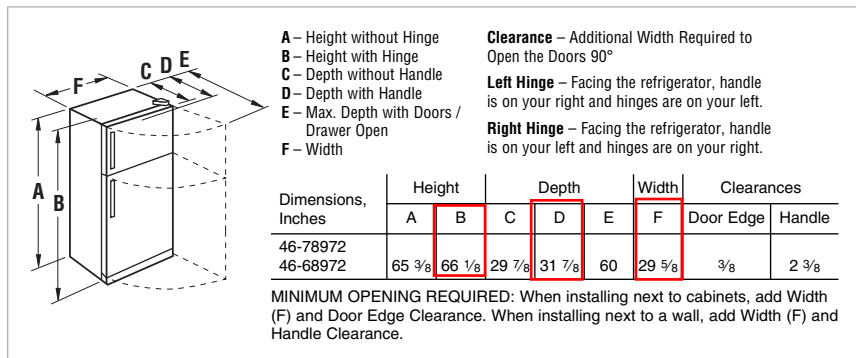 F
C D E
A
B
A – Height without Hinge
B – Height with Hinge
C – Depth without Handle
D – Depth with Handle
E – Max. Depth with Doors /
Drawer Open
F – Width
Clearance – Additional Width Required to
Open the Doors 90°
Left Hinge – Facing the refrigerator, handle
is on your right and hinges are on your left.
Right Hinge – Facing the refrigerator, handle
is on your left and hinges are on your right.
Dimensions,
Inches
Height Depth Width Clearances
A B C D E F Door Edge Handle
46-78972
46-68972 65 3/8 66 1/8 29 7/8 31 7/8 60 29 5/8 3/8 2 3/8
MINIMUM OPENING REQUIRED: When installing next to cabinets, add Width
(F) and Door Edge Clearance. When installing next to a wall, add Width (F) and
Handle Clearance.